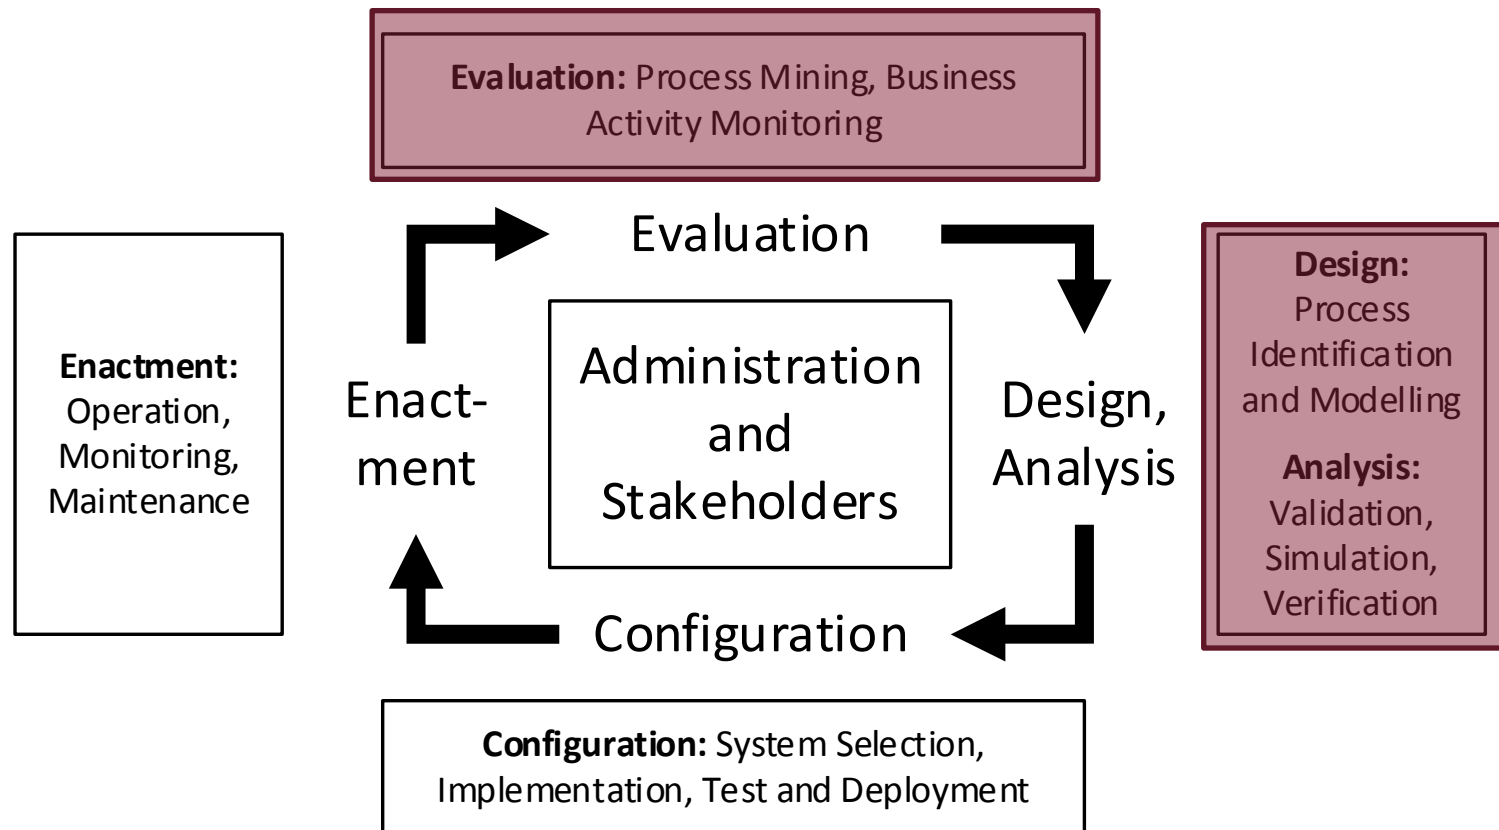 Evaluation: Process Mining, Business
Activity Monitoring
Evaluation
Enactment:
Operation,
Monitoring,
Maintenance
Enact-
ment
Administration
and
Stakeholders
Design,
Analysis
Design:
Process
Identification
and Modelling
Analysis:
Validation,
Simulation,
Verification
Configuration
Configuration: System Selection,
Implementation, Test and Deployment